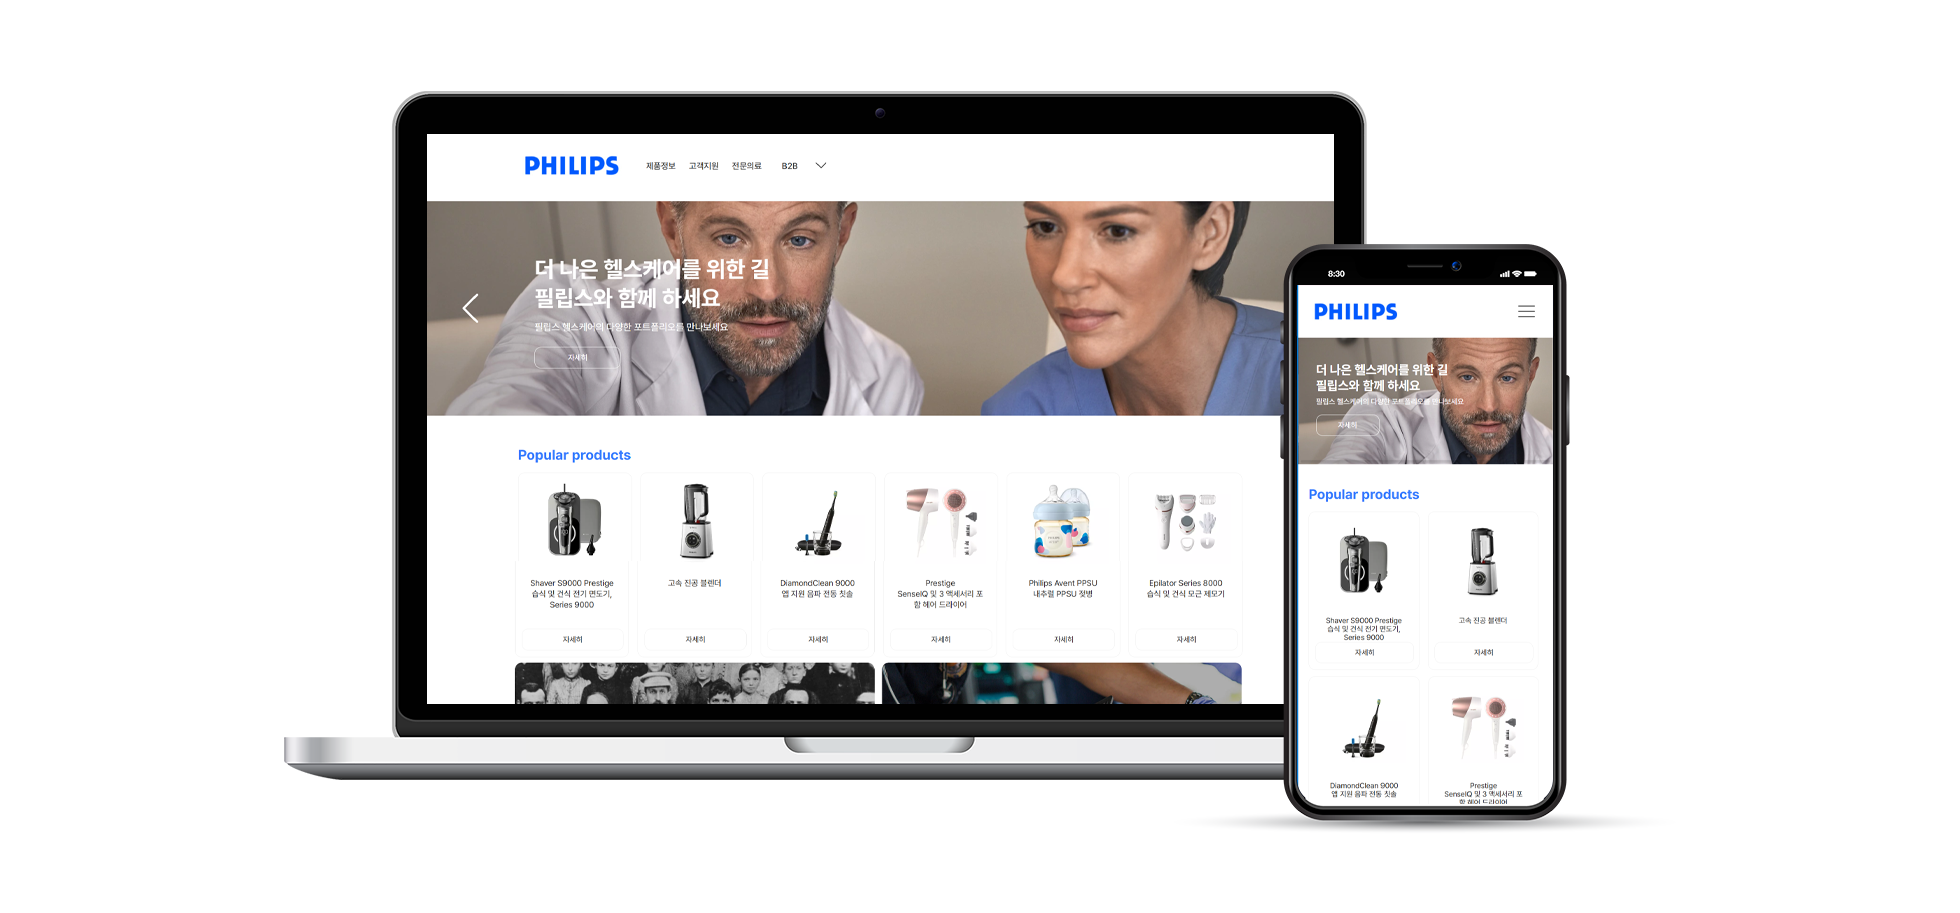 PHILIPS
제품정보 고객지원 전문의료 B2B
더 나은 헬스케어를 위한 길
필립스와 함께 하세요
필립스 헬스케어의 다양한 포트폴리오를 만나보세요
자세히
Popular products
Shaver S9000 Prestige
습식 및 건식 전기 면도기,
Series 9000
자세히
고속 진공 블렌더
자세히
DiamondClean 9000
앱 지원 음파 전동 칫솔
자세히
Prestige
SenseIQ 및 3 액세서리 포
함 헤어 드라이어
자세히
Philips Avent PPSU
내추럴 PPSU 젖병
자세히
Epilator Series 8000
습식 및 건식 모근 제모기
자세히
8:30
PHILIPS
더 나은 헬스케어를 위한 길
필립스와 함께 하세요
필립스 헬스케어의 다양한 포트폴리오를 만나보세요
자세히
Popular products
Shaver S9000 Prestige
습식 및 건식 전기 면도기,
Series 9000
자세히
고속 진공 블렌더
자세히
DiamondClean 9000
앱 지원 음파 전동 칫솔
Prestige
SenseIQ 및 3 액세서리 포
함 헤어 드라이어